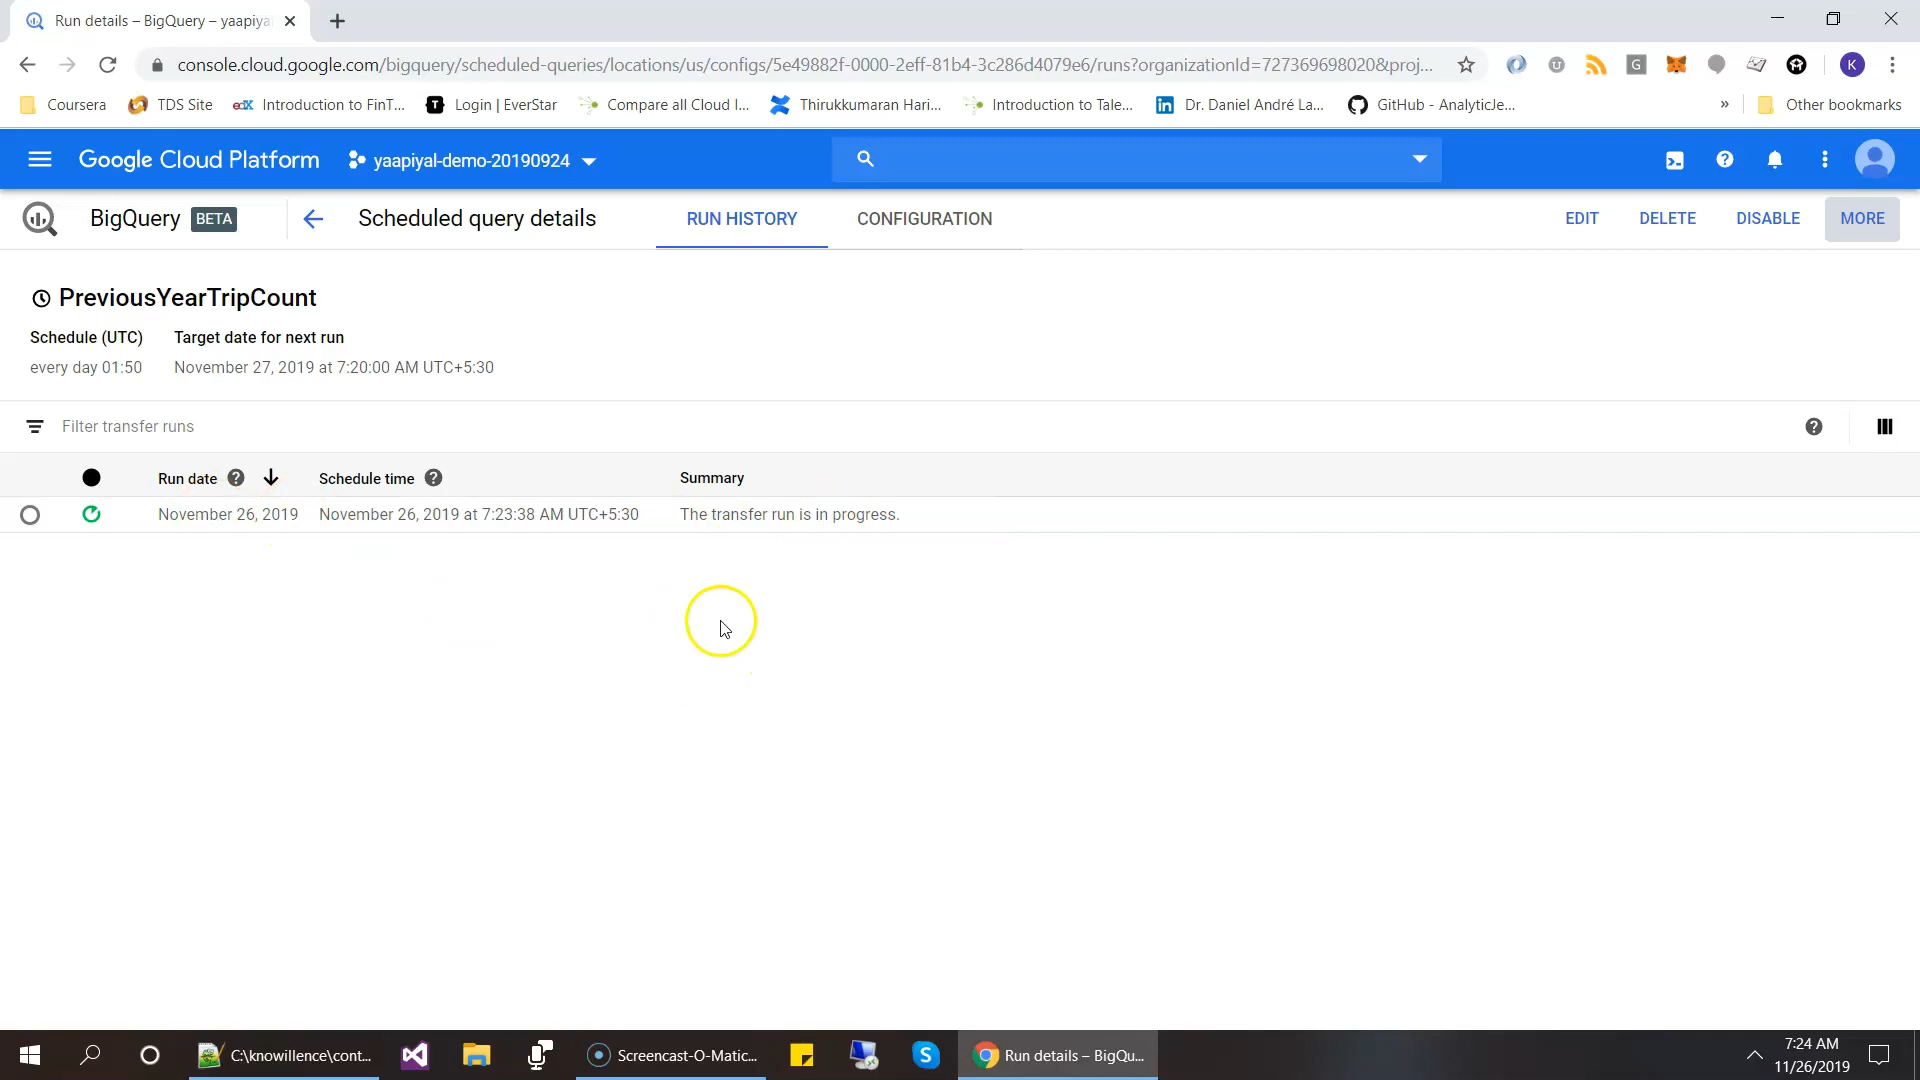 Run details – BigQuery – yaapiya
console.cloud.google.com/bigquery/scheduled-queries/locations/us/configs/5e49882f-0000-2eff-81b4-3c286d4079e6/runs?organizationId=727369698020&proj...
K
Coursera
TDS Site
edX Introduction to FinT...
T Login | EverStar
Compare all Cloud I...
Thirukkumaran Hari...
Introduction to Tale...
in Dr. Daniel André La...
GitHub - AnalyticJe...
»
Other bookmarks
Google Cloud Platform
yaapiyal-demo-20190924
BigQuery BETA
Scheduled query details
RUN HISTORY
CONFIGURATION
EDIT
DELETE
DISABLE
MORE
PreviousYearTripCount
Schedule (UTC)
Target date for next run
every day 01:50
November 27, 2019 at 7:20:00 AM UTC+5:30
Filter transfer runs
Run date
Schedule time
Summary
November 26, 2019
November 26, 2019 at 7:23:38 AM UTC+5:30
The transfer run is in progress.
C:\knowillence\cont...
Screencast-O-Matic...
Run details – BigQu...
7:24 AM
11/26/2019